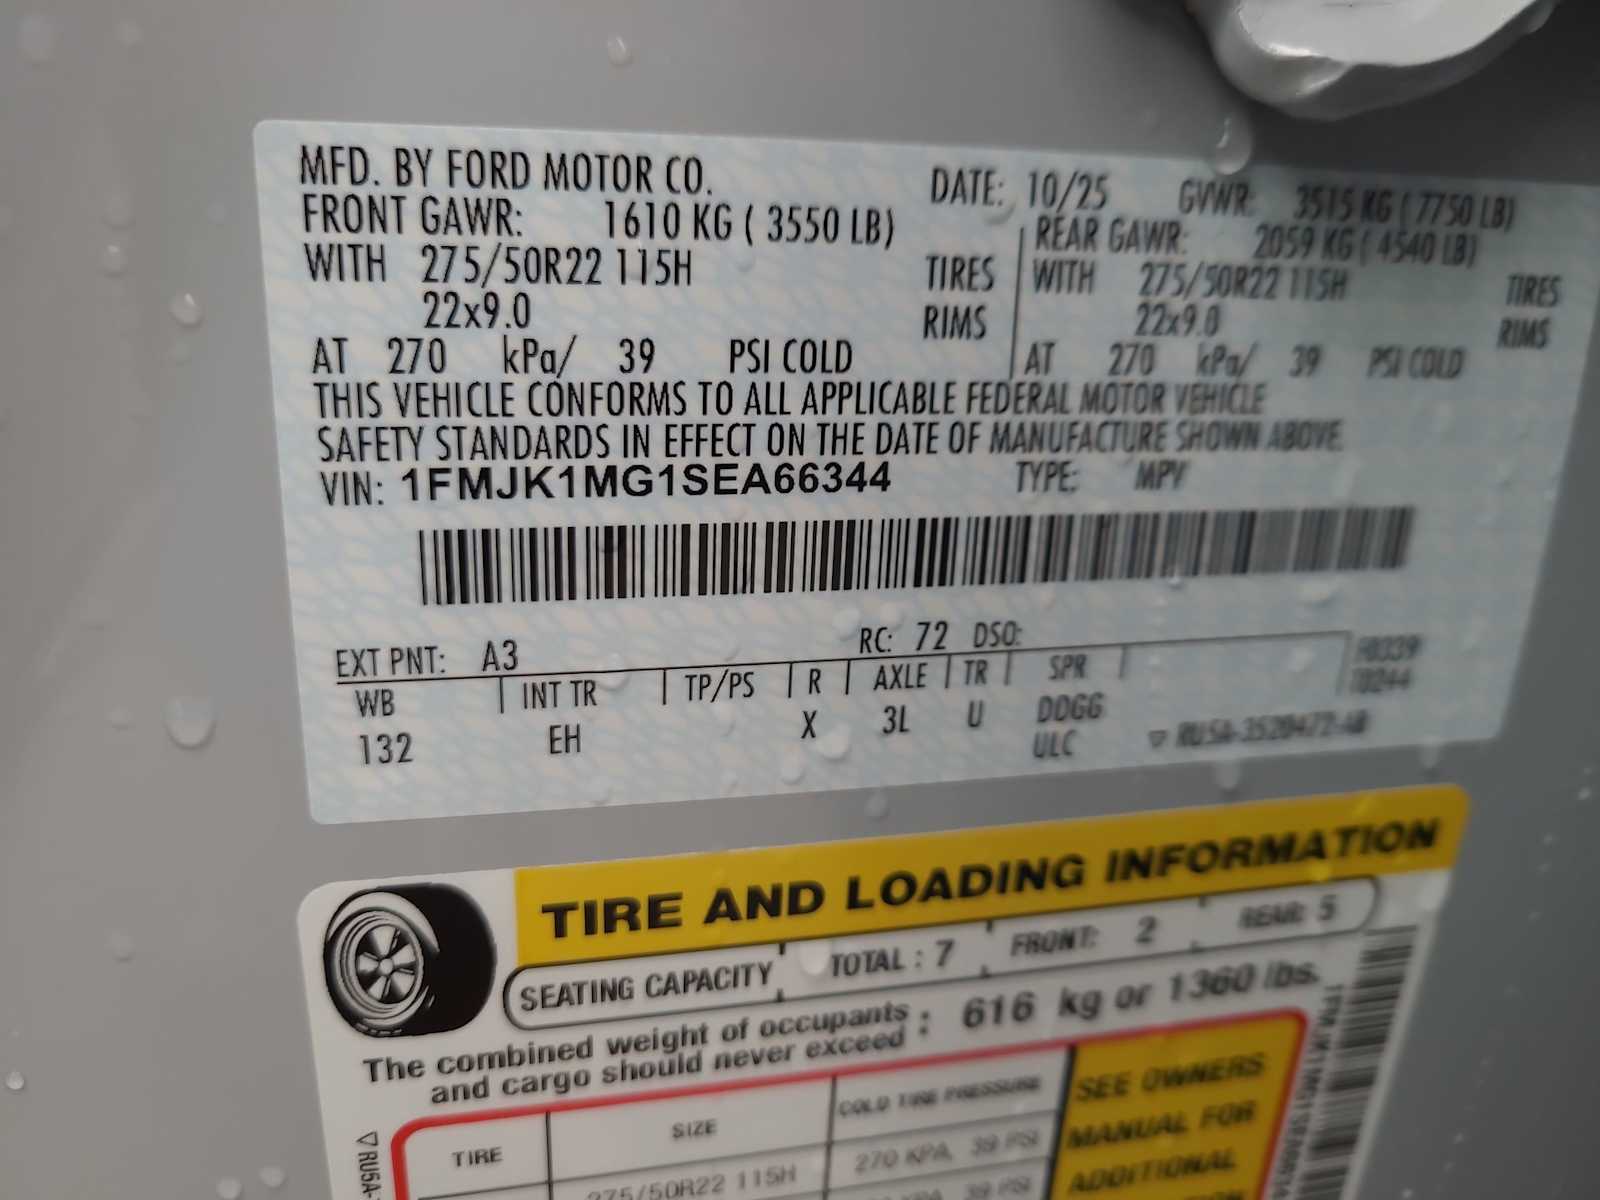 MFD. BY FORD MOTOR CO. DATE: 10/25 GVWR: 3515 KG ( 7750 LB)
FRONT GAWR: 1610 KG ( 3550 LB) REAR GAWR: 2059 KG ( 4540 LB)
WITH 275/50R22 115H TIRES WITH 275/50R22 115H TIRES
22x9.0 RIMS 22x9.0 RIMS
AT 270 kPa/ 39 PSI COLD AT 270 kPa/ 39 PSI COLD
THIS VEHICLE CONFORMS TO ALL APPLICABLE FEDERAL MOTOR VEHICLE
SAFETY STANDARDS IN EFFECT ON THE DATE OF MANUFACTURE SHOWN ABOVE.
VIN: 1FMJK1MG1SEA66344 TYPE: MPV
EXT PNT: A3 RC: 72 DSO:
WB INT TR TP/PS R AXLE TR SPR
132 EH X 3L U DDGG
ULC
TIRE AND LOADING INFORMATION
SEATING CAPACITY TOTAL : 7 FRONT: 2 REAR: 5
The combined weight of occupants
and cargo should never exceed : 616 kg or 1360 lbs.
TIRE SIZE COLD TIRE PRESSURE
275/50R22 115H 270 KPA, 39 PSI
SEE OWNERS
MANUAL FOR
ADDITIONAL